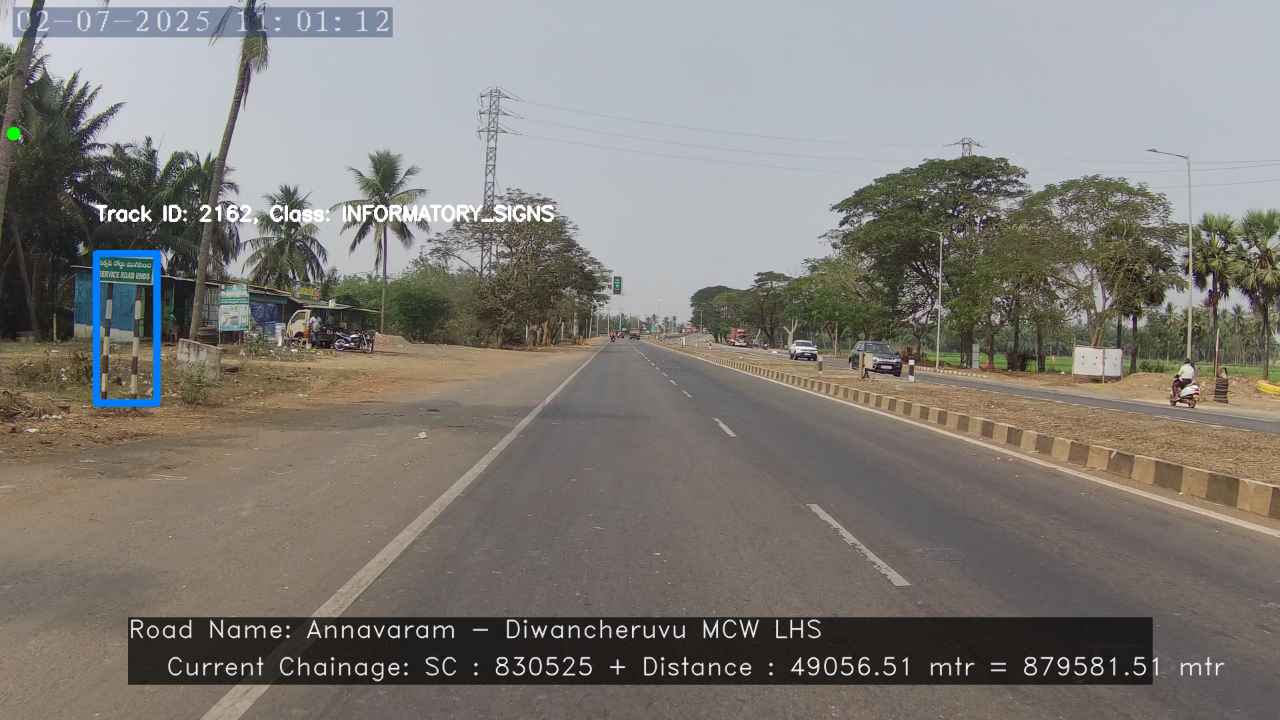 02-07-2025 11:01:12
Track ID: 2162, Class: INFORMATORY_SIGNS
SERVICE ROAD ENDS
Road Name: Annavaram - Diwancheruvu MCW LHS
Current Chainage: SC : 830525 + Distance : 49056.51 mtr = 879581.51 mtr